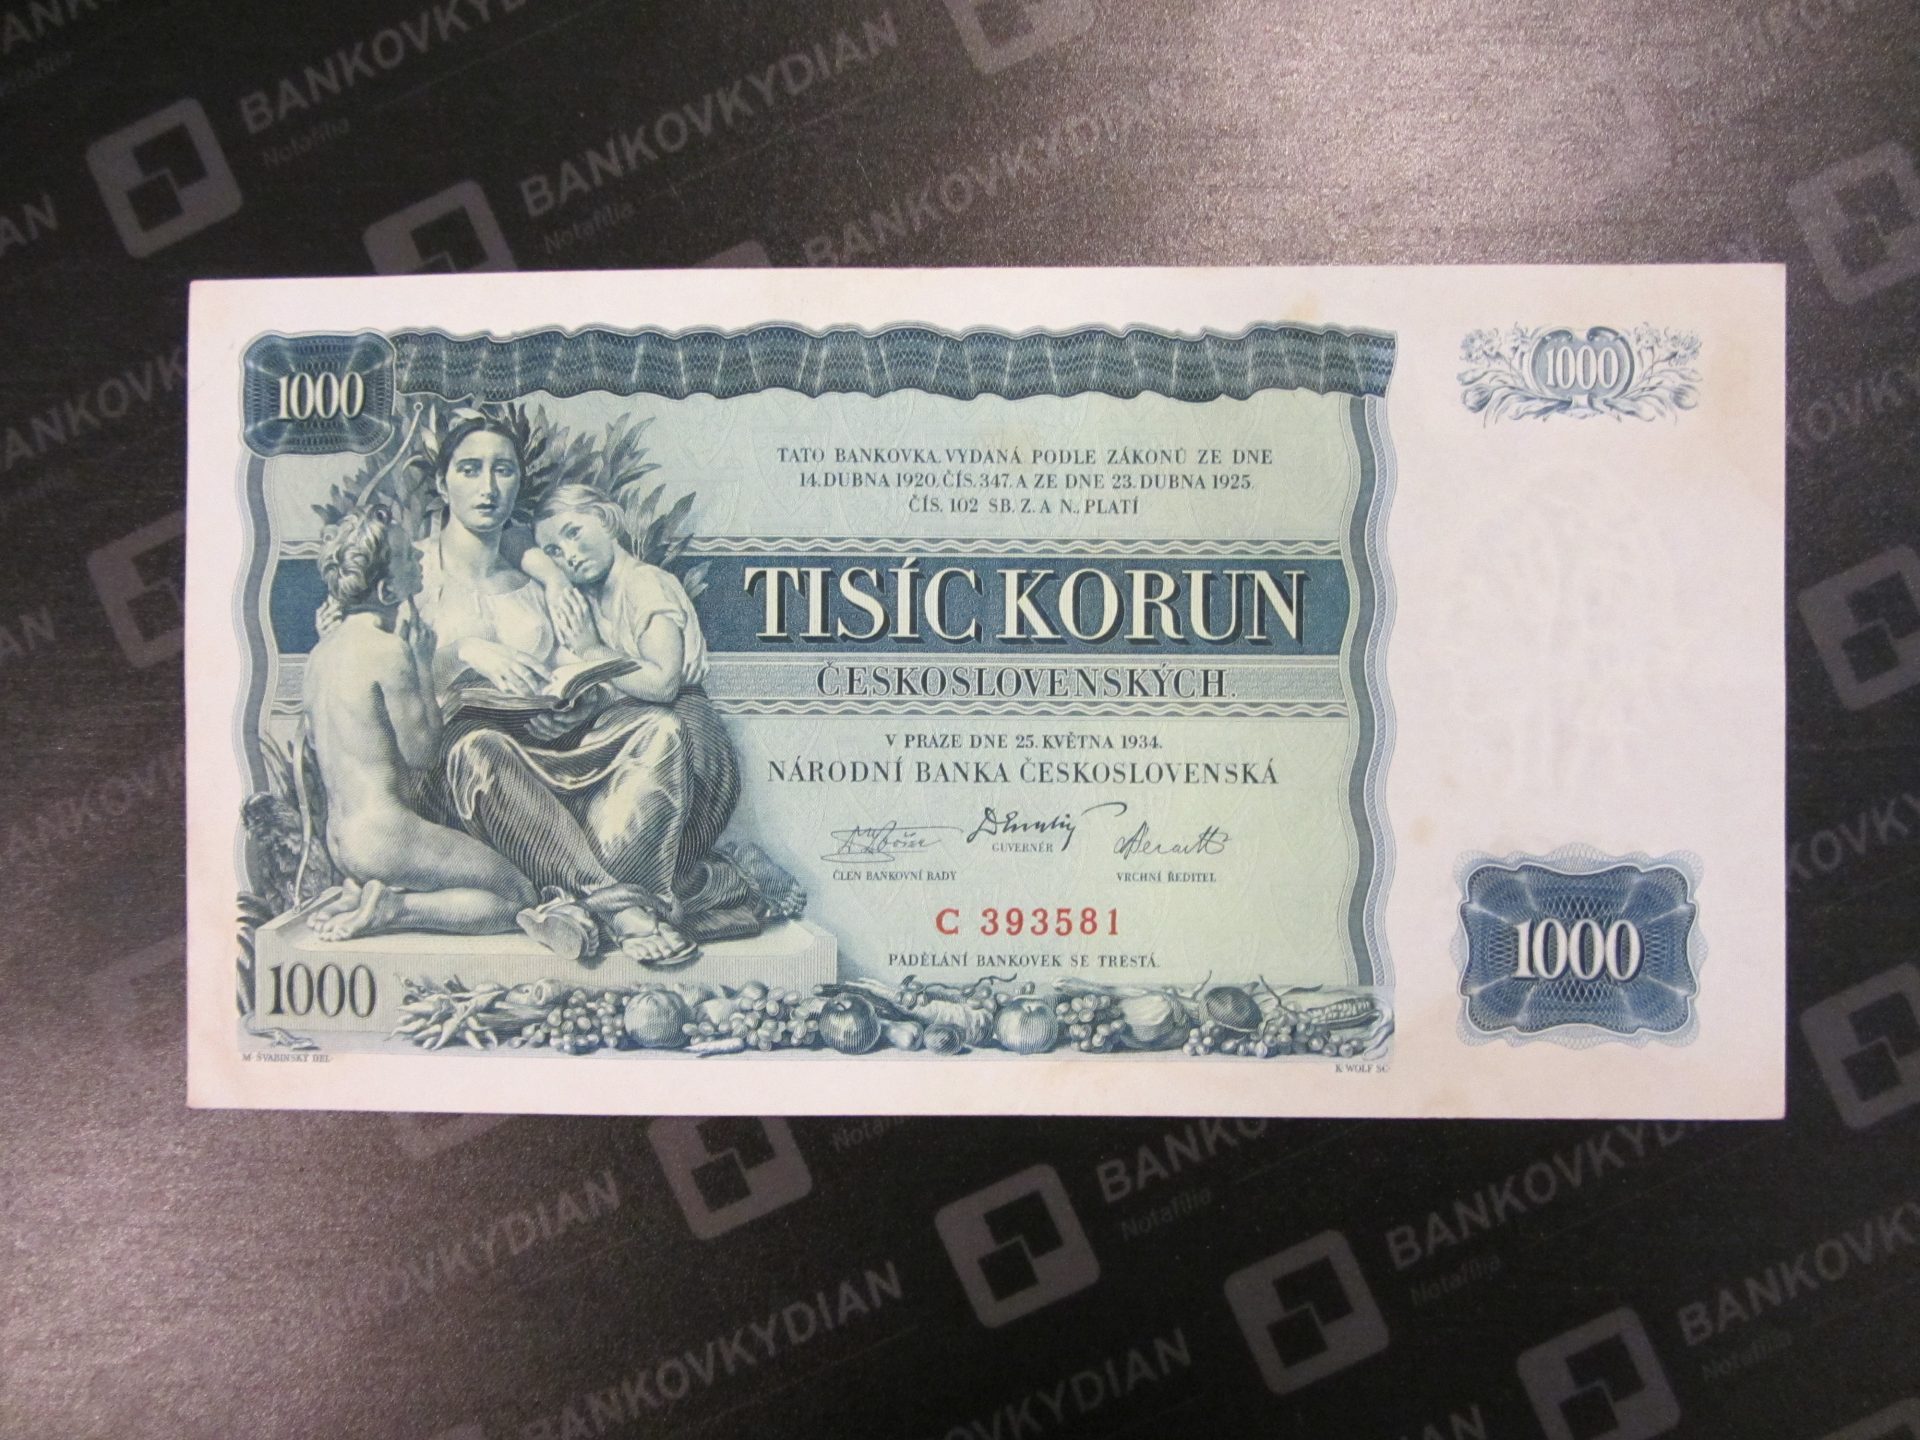 1000
1000
TATO BANKOVKA, VYDANÁ PODLE ZÁKONŮ ZE DNE
14. DUBNA 1920, ČÍS. 347, A ZE DNE 23. DUBNA 1925,
ČÍS. 102 SB. Z. A N., PLATÍ
TISÍC KORUN
ČESKOSLOVENSKÝCH.
V PRAZE DNE 25. KVĚTNA 1934.
NÁRODNÍ BANKA ČESKOSLOVENSKÁ
GUVERNÉR
ČLEN BANKOVNÍ RADY
VRCHNÍ ŘEDITEL
C 393581
PADĚLÁNÍ BANKOVEK SE TRESTÁ.
1000
1000
M. ŠVABINSKÝ DEL.
K. WOLF SC.
BANKOVKYDIAN
Notafilia